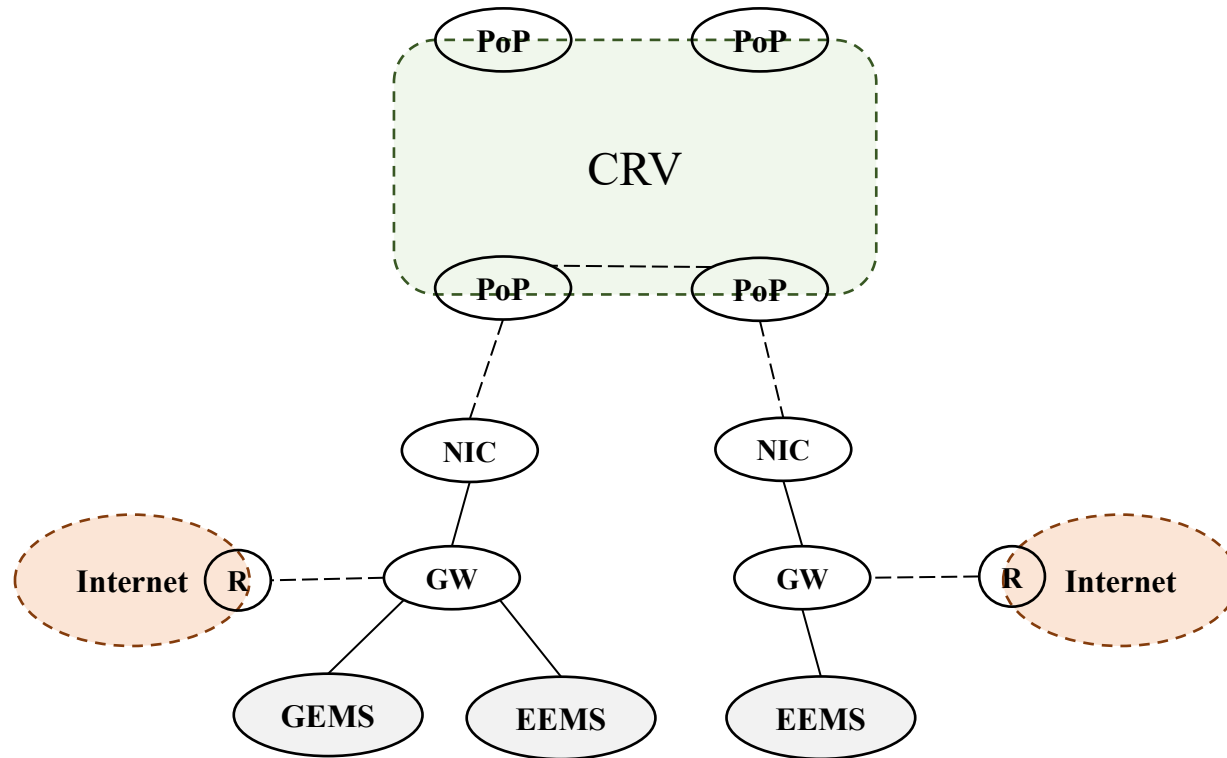 PoP
PoP
CRV
PoP
PoP
NIC
NIC
Internet
R
GW
GW
R
Internet
GEMS
EEMS
EEMS